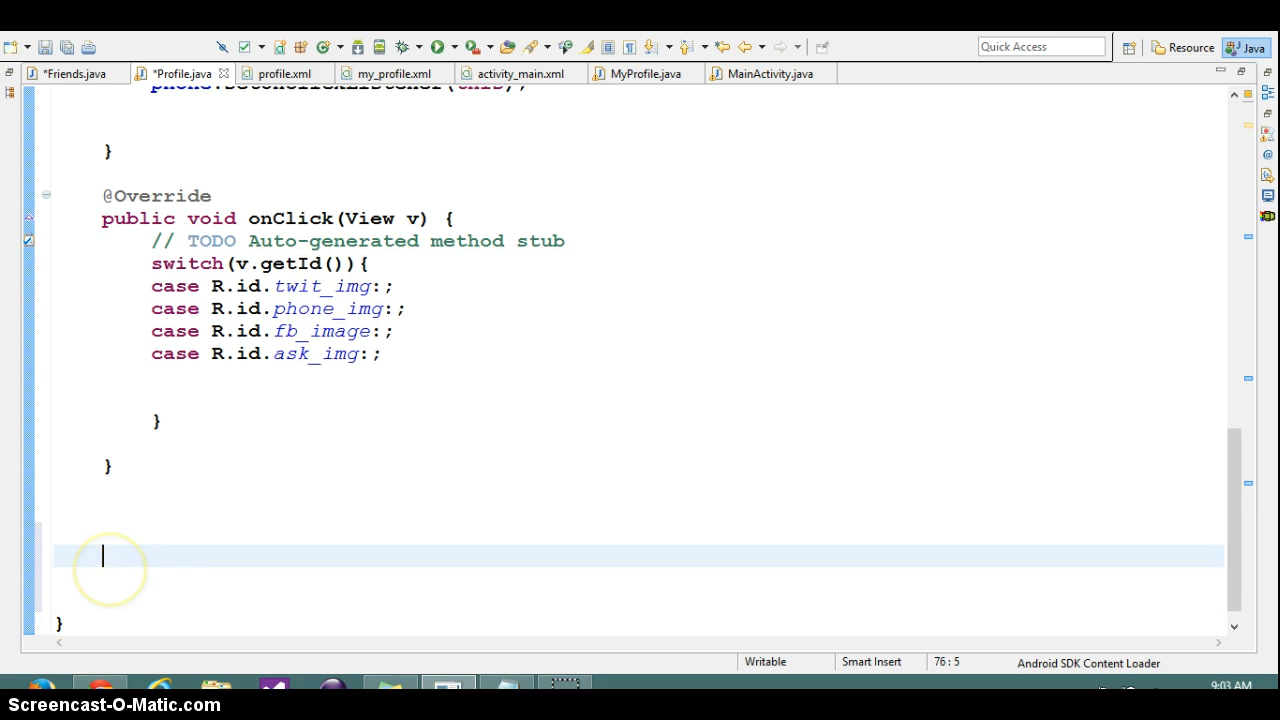 Quick Access
Resource
Java
*Friends.java
*Profile.java
profile.xml
my_profile.xml
activity_main.xml
MyProfile.java
MainActivity.java
phone.setOnClickListener(this);
}
@Override
public void onClick(View v) {
// TODO Auto-generated method stub
switch(v.getId()){
case R.id.twit_img:;
case R.id.phone_img:;
case R.id.fb_image:;
case R.id.ask_img:;
}
}
}
Writable
Smart Insert
76 : 5
Android SDK Content Loader
9:03 AM
Screencast-O-Matic.com